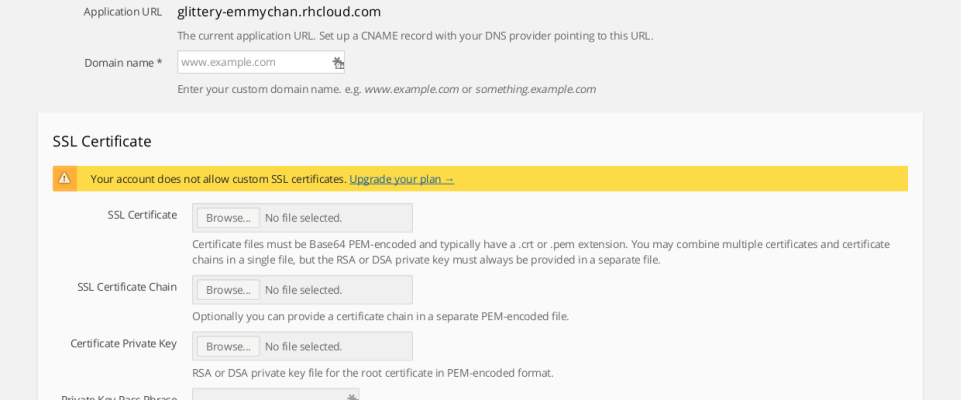 Application URL glittery-emmychan.rhcloud.com
The current application URL. Set up a CNAME record with your DNS provider pointing to this URL.
Domain name * www.example.com
Enter your custom domain name. e.g. www.example.com or something.example.com
SSL Certificate
Your account does not allow custom SSL certificates. Upgrade your plan →
SSL Certificate Browse... No file selected.
Certificate files must be Base64 PEM-encoded and typically have a .crt or .pem extension. You may combine multiple certificates and certificate
chains in a single file, but the RSA or DSA private key must always be provided in a separate file.
SSL Certificate Chain Browse... No file selected.
Optionally you can provide a certificate chain in a separate PEM-encoded file.
Certificate Private Key Browse... No file selected.
RSA or DSA private key file for the root certificate in PEM-encoded format.
Private Key Pass Phrase